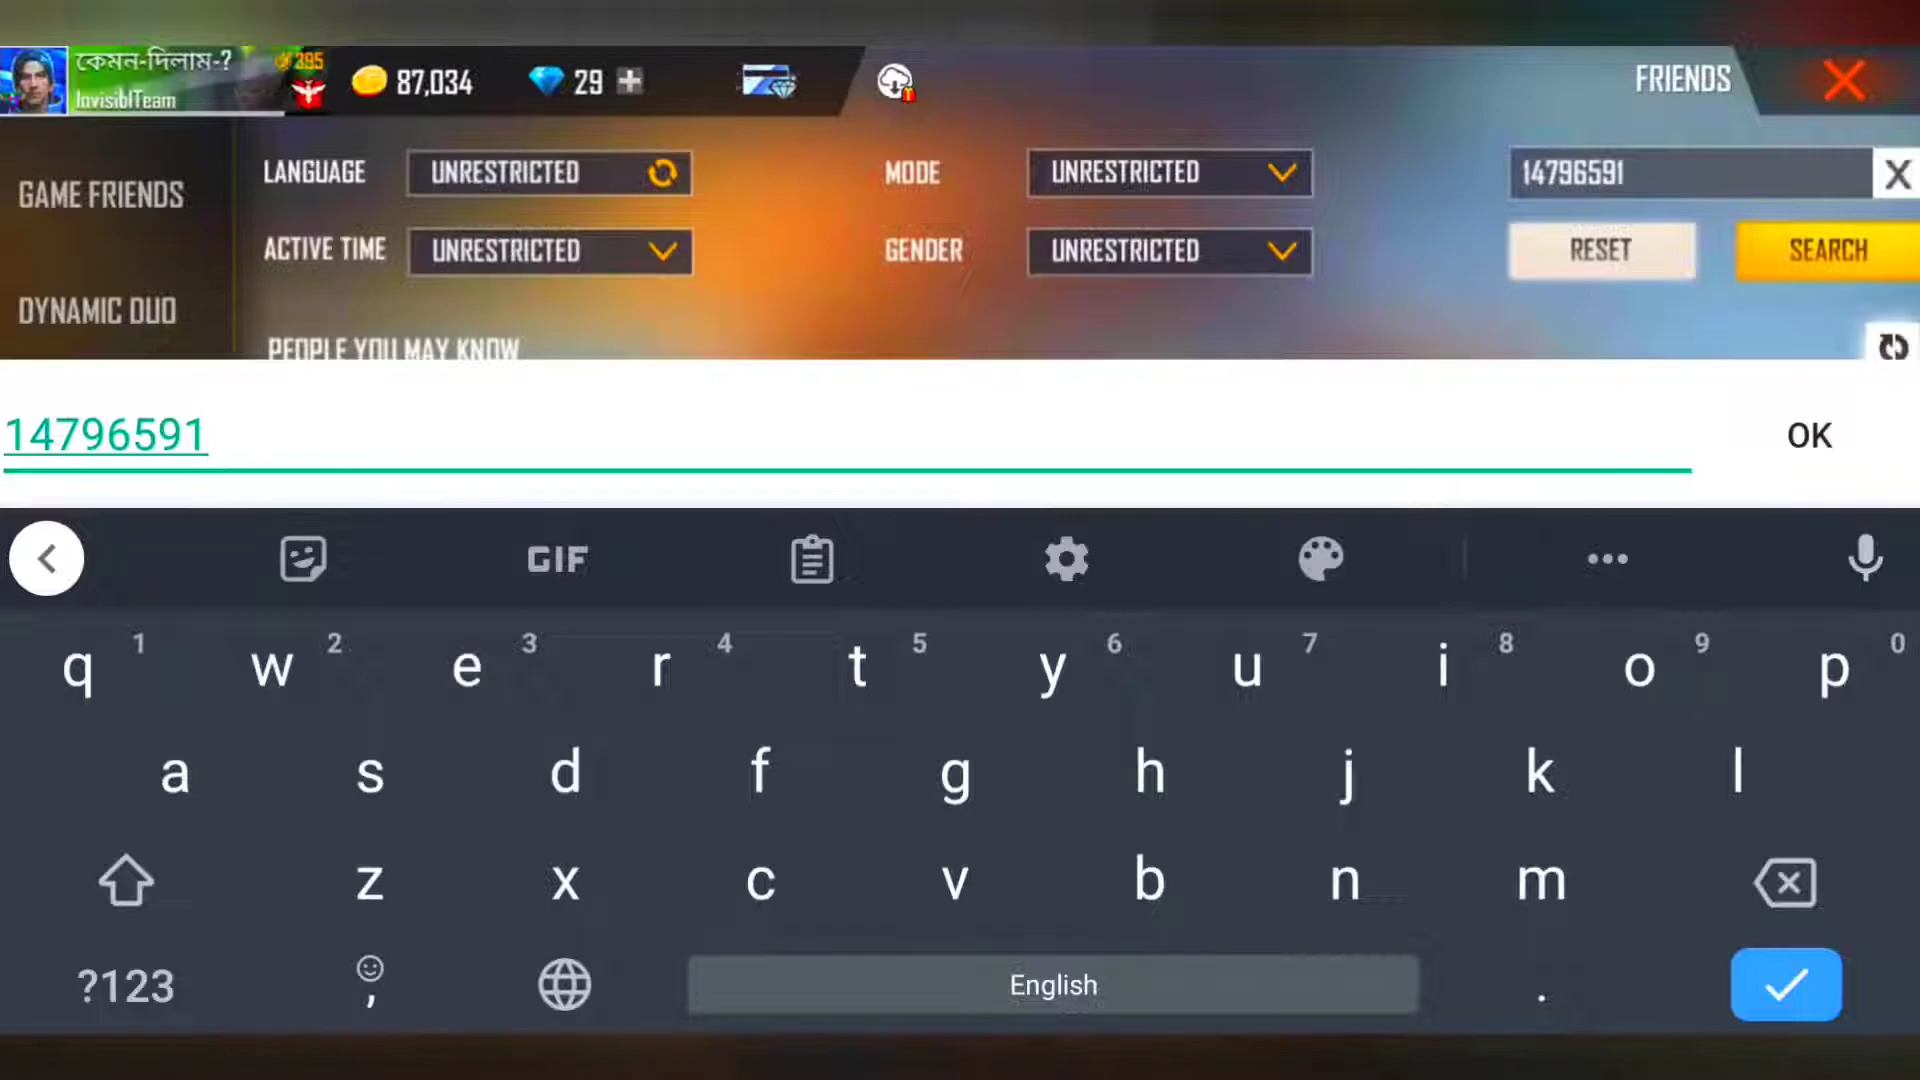 কেমন-দিলাম-?
InvisiblTeam
395
87,034
29
FRIENDS
GAME FRIENDS
DYNAMIC DUO
LANGUAGE UNRESTRICTED
MODE UNRESTRICTED
14796591 X
ACTIVE TIME UNRESTRICTED
GENDER UNRESTRICTED
RESET SEARCH
PEOPLE YOU MAY KNOW
14796591 OK
GIF
q 1 w 2 e 3 r 4 t 5 y 6 u 7 i 8 o 9 p 0
a s d f g h j k l
z x c v b n m
?123 , English .